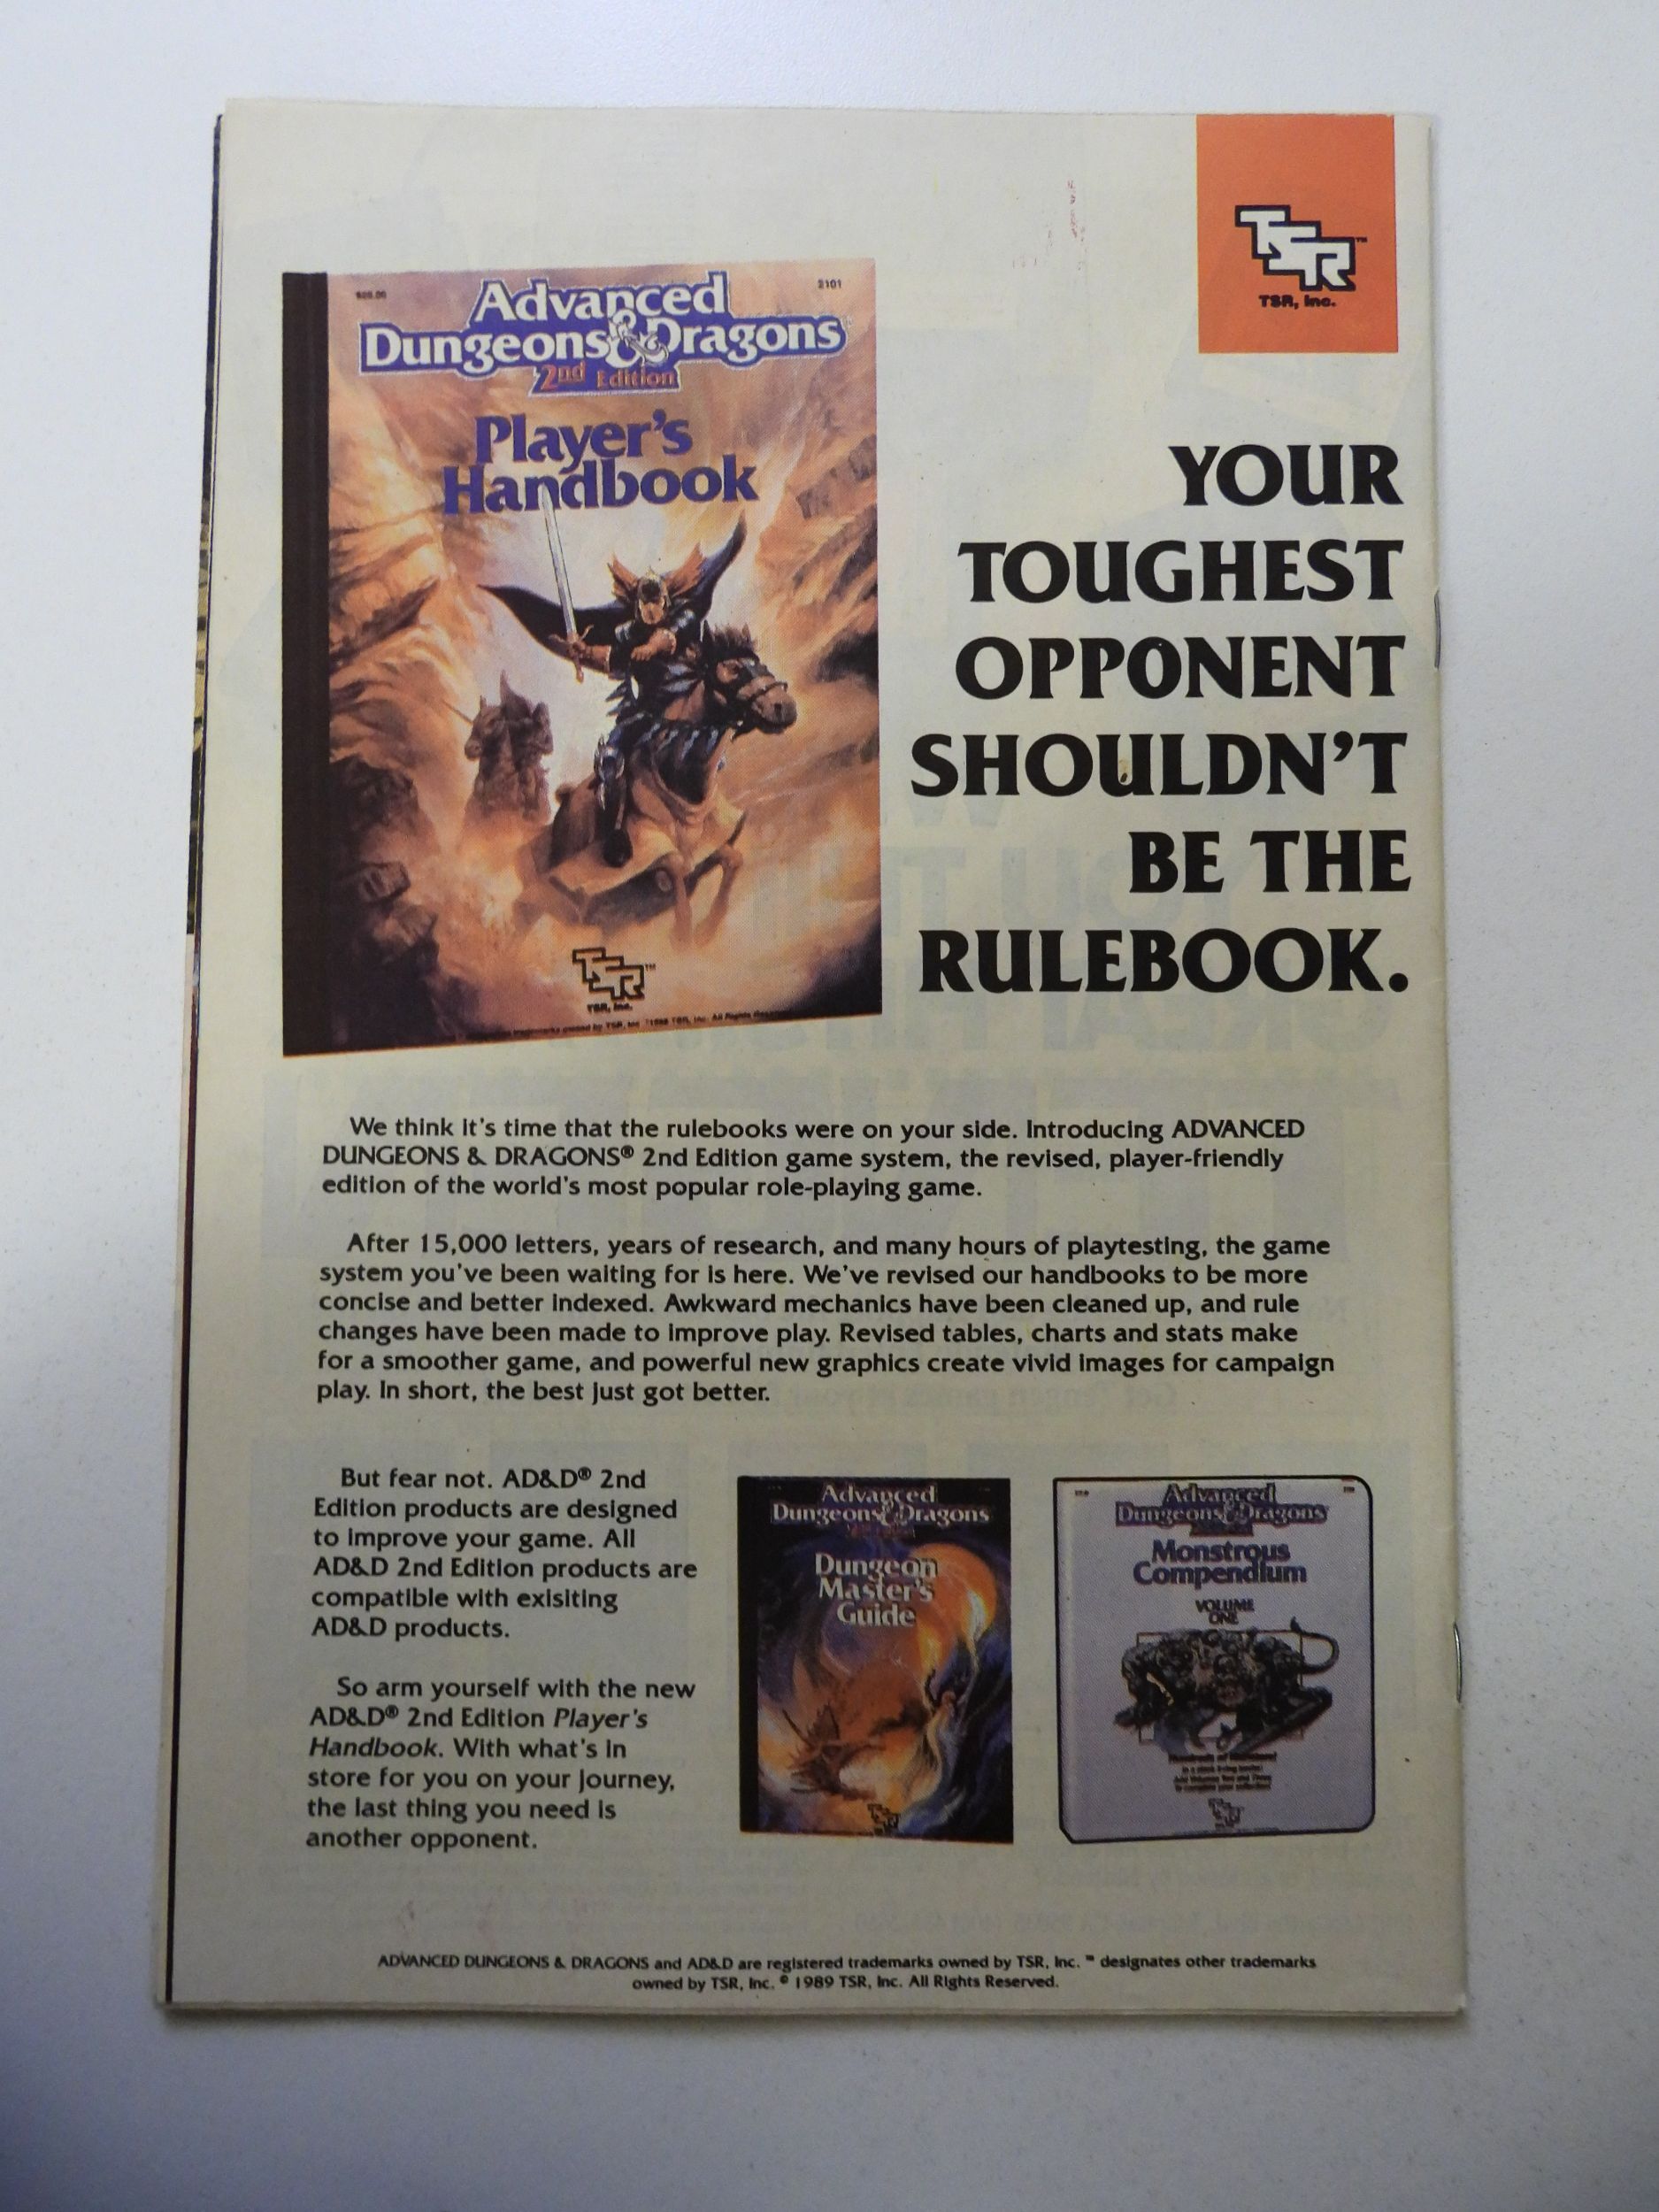 TSR™
TSR, Inc.
$20.00
2101
Advanced
Dungeons & Dragons
2nd Edition
Player's
Handbook
TSR™
TSR, Inc.
YOUR
TOUGHEST
OPPONENT
SHOULDN'T
BE THE
RULEBOOK.
We think it's time that the rulebooks were on your side. Introducing ADVANCED
DUNGEONS & DRAGONS® 2nd Edition game system, the revised, player-friendly
edition of the world's most popular role-playing game.
After 15,000 letters, years of research, and many hours of playtesting, the game
system you've been waiting for is here. We've revised our handbooks to be more
concise and better indexed. Awkward mechanics have been cleaned up, and rule
changes have been made to improve play. Revised tables, charts and stats make
for a smoother game, and powerful new graphics create vivid images for campaign
play. In short, the best just got better.
But fear not. AD&D® 2nd
Edition products are designed
to improve your game. All
AD&D 2nd Edition products are
compatible with exisiting
AD&D products.
So arm yourself with the new
AD&D® 2nd Edition Player's
Handbook. With what's in
store for you on your journey,
the last thing you need is
another opponent.
Advanced
Dungeons & Dragons
Dungeon
Master's
Guide
TSR
Advanced
Dungeons & Dragons
Monstrous
Compendium
VOLUME
ONE
TSR
ADVANCED DUNGEONS & DRAGONS and AD&D are registered trademarks owned by TSR, Inc. ™ designates other trademarks
owned by TSR, Inc. © 1989 TSR, Inc. All Rights Reserved.